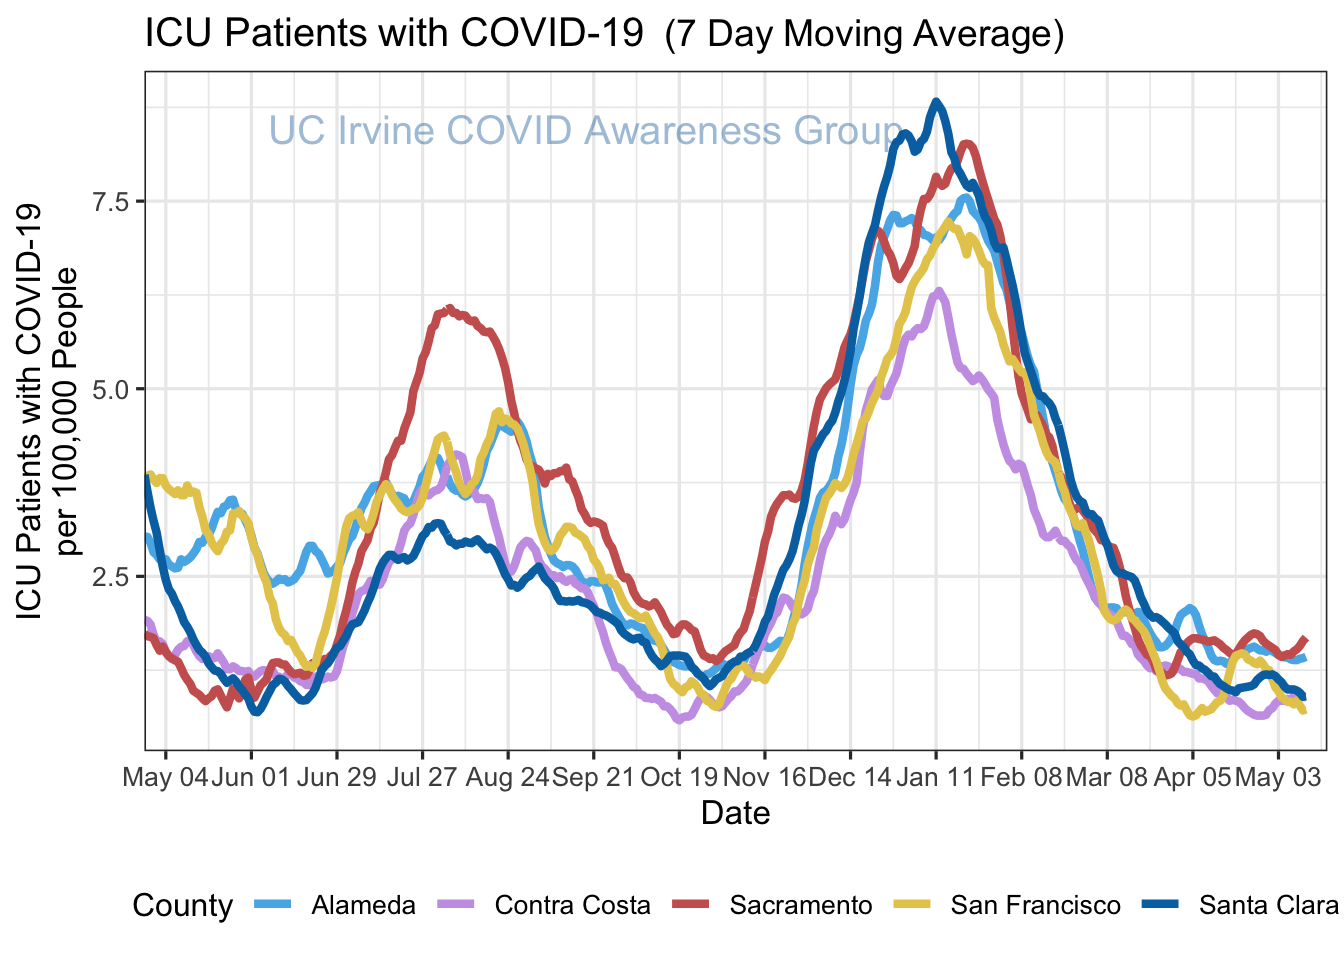 ICU Patients with COVID-19 (7 Day Moving Average)
UC Irvine COVID Awareness Group
ICU Patients with COVID-19
per 100,000 People
7.5
5.0
2.5
May 04 Jun 01 Jun 29 Jul 27 Aug 24 Sep 21 Oct 19 Nov 16 Dec 14 Jan 11 Feb 08 Mar 08 Apr 05 May 03
Date
County Alameda Contra Costa Sacramento San Francisco Santa Clara